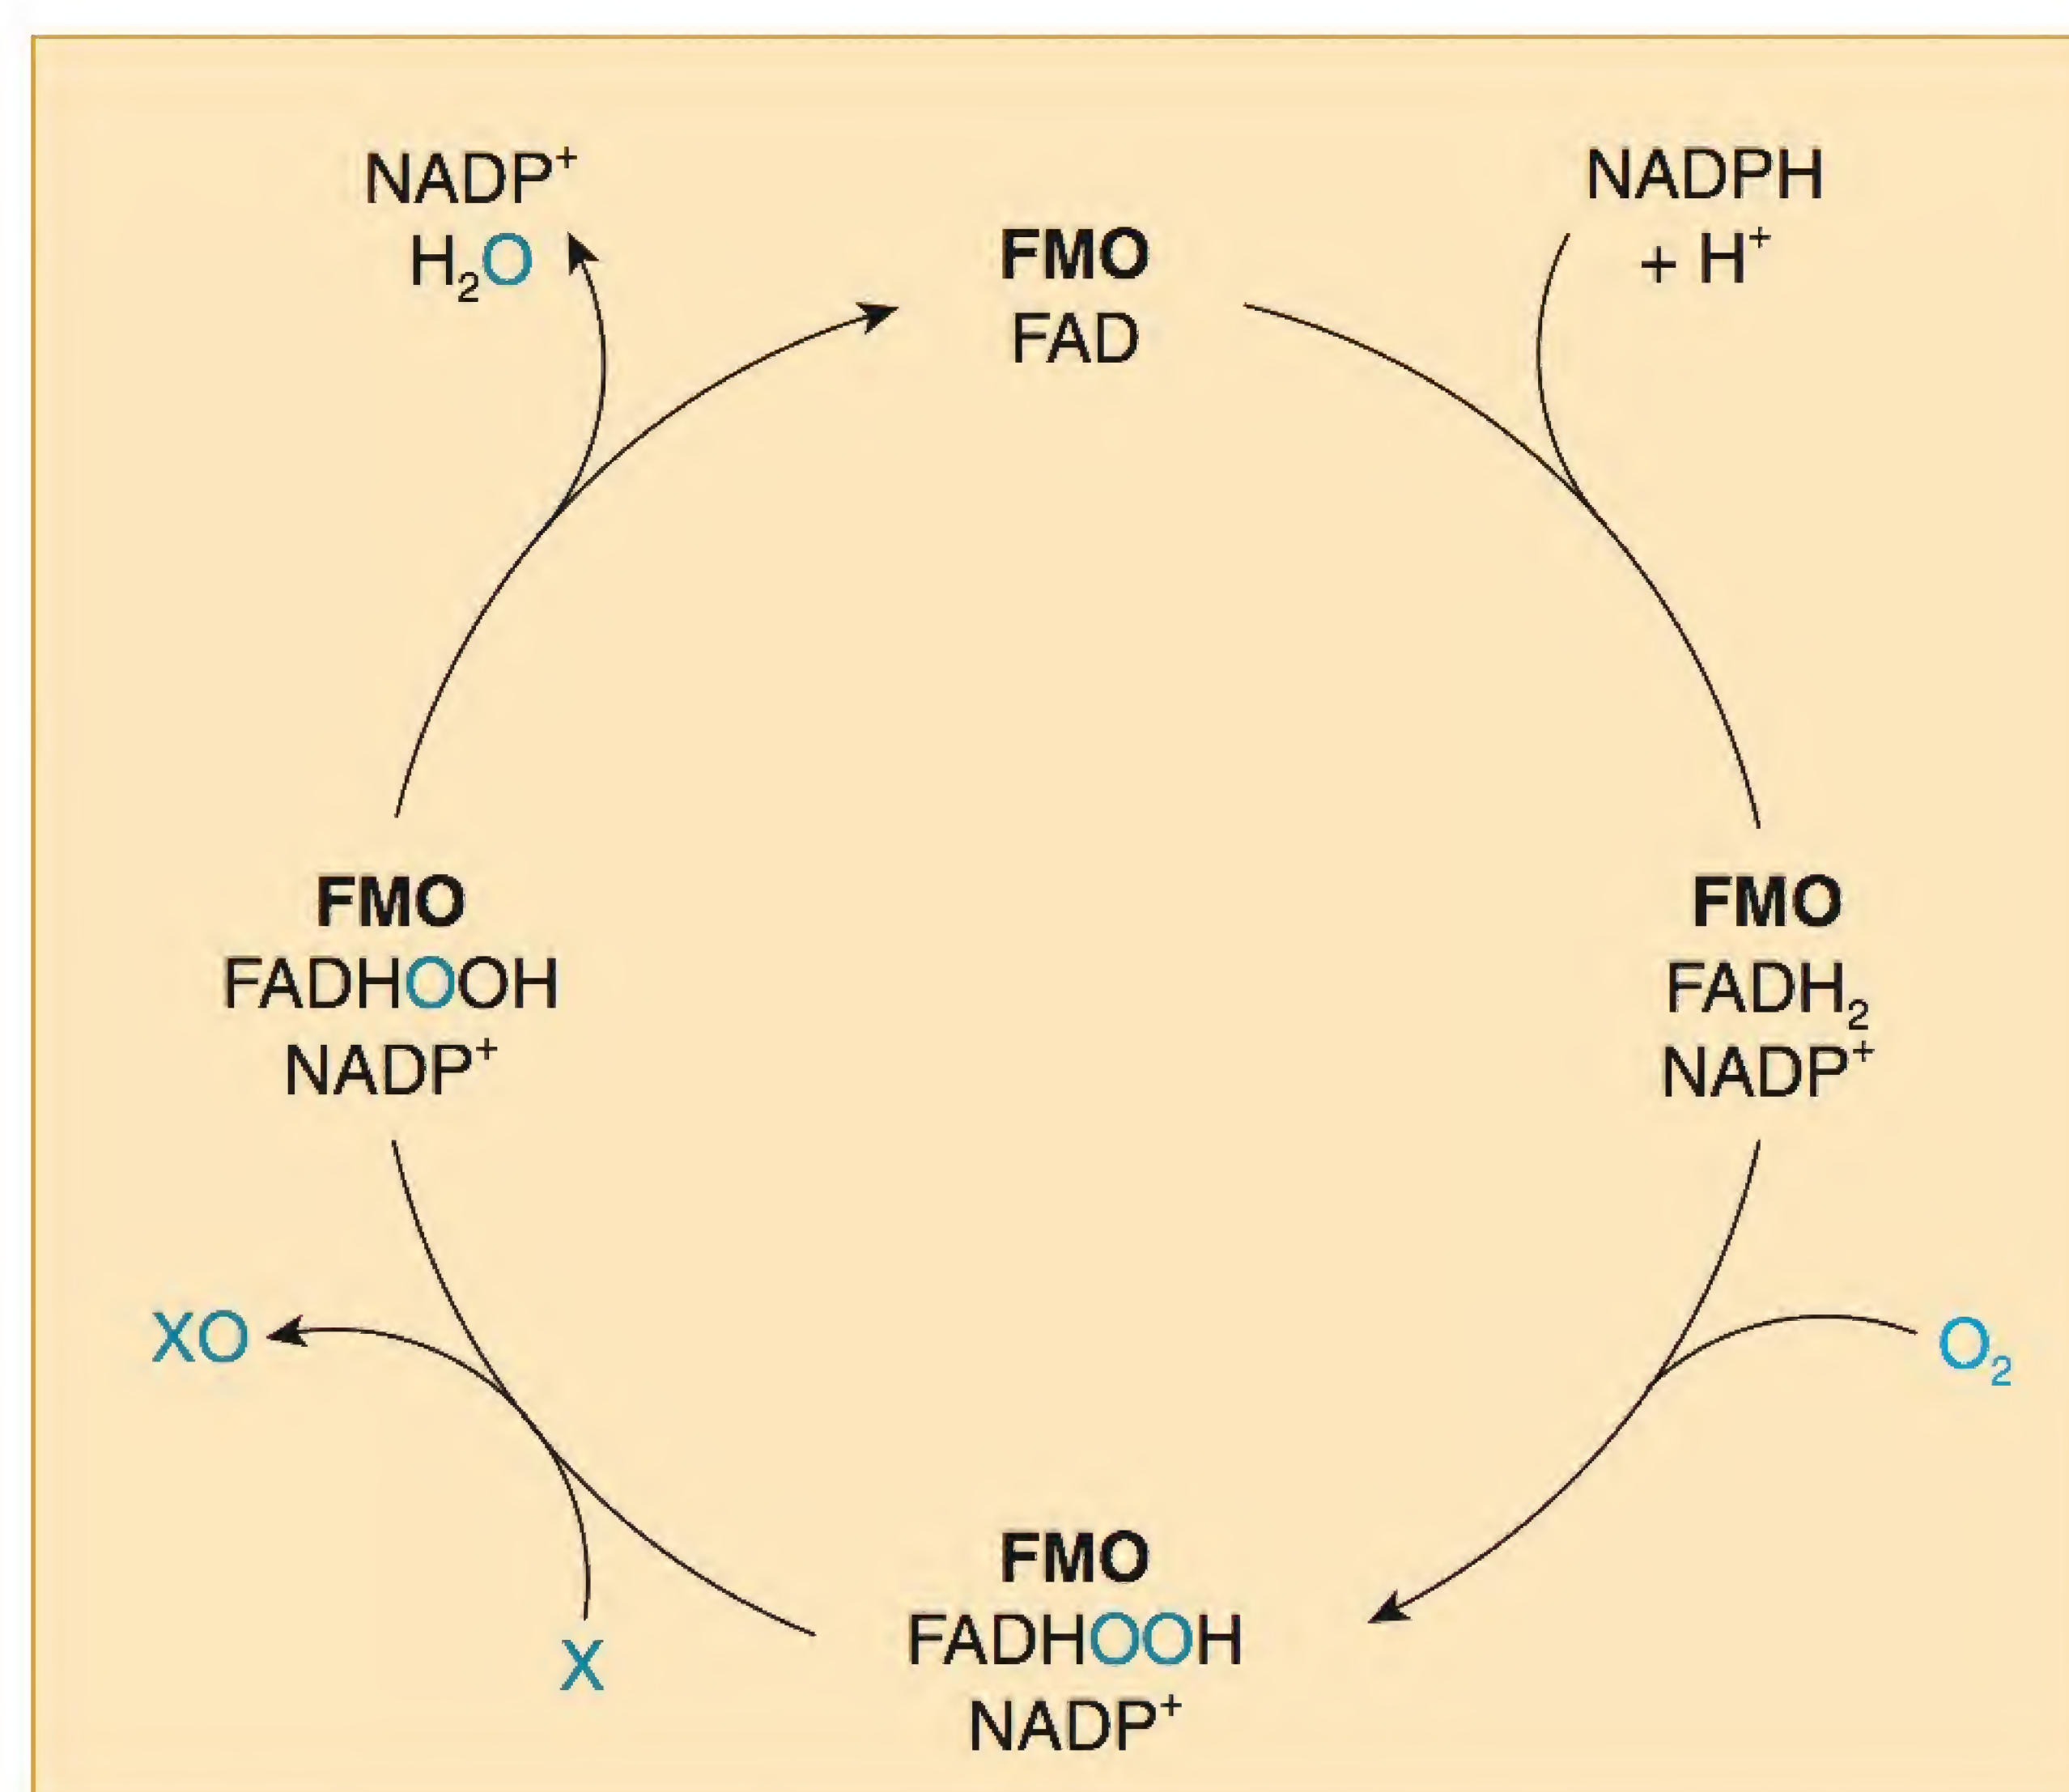 NADP⁺
H₂O
FMO
FAD
NADPH
+ H⁺
FMO
FADHOOH
NADP⁺
FMO
FADH₂
NADP⁺
XO
O₂
X
FMO
FADHOOH
NADP⁺